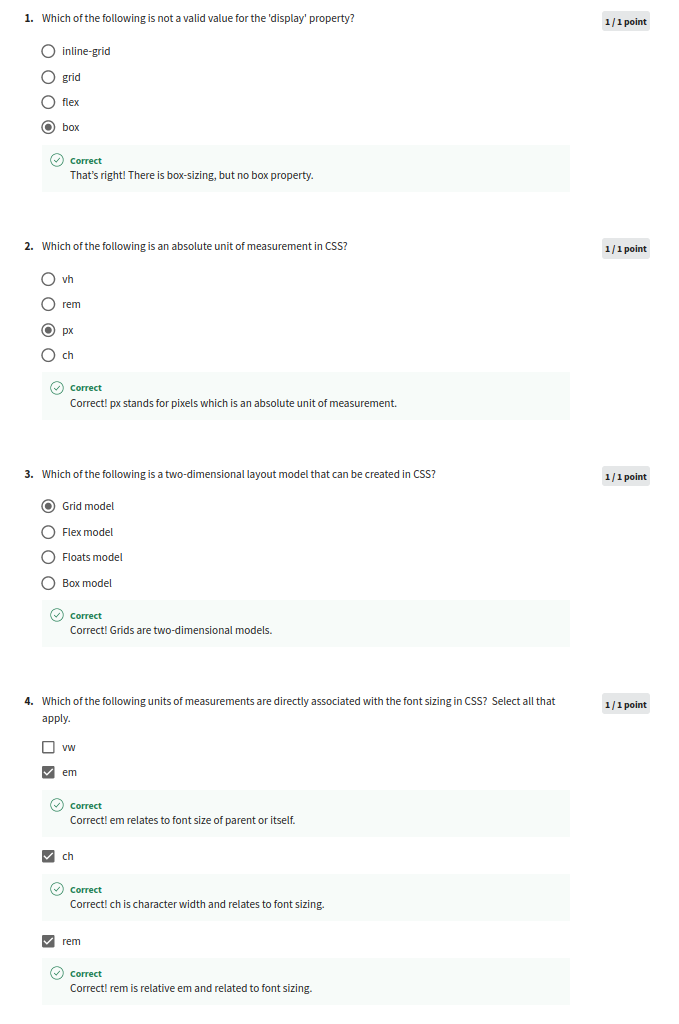 1. Which of the following is not a valid value for the 'display' property?
1 / 1 point
inline-grid
grid
flex
box
Correct
That's right! There is box-sizing, but no box property.
2. Which of the following is an absolute unit of measurement in CSS?
1 / 1 point
vh
rem
px
ch
Correct
Correct! px stands for pixels which is an absolute unit of measurement.
3. Which of the following is a two-dimensional layout model that can be created in CSS?
1 / 1 point
Grid model
Flex model
Floats model
Box model
Correct
Correct! Grids are two-dimensional models.
4. Which of the following units of measurements are directly associated with the font sizing in CSS? Select all that
apply.
1 / 1 point
vw
em
Correct
Correct! em relates to font size of parent or itself.
ch
Correct
Correct! ch is character width and relates to font sizing.
rem
Correct
Correct! rem is relative em and related to font sizing.